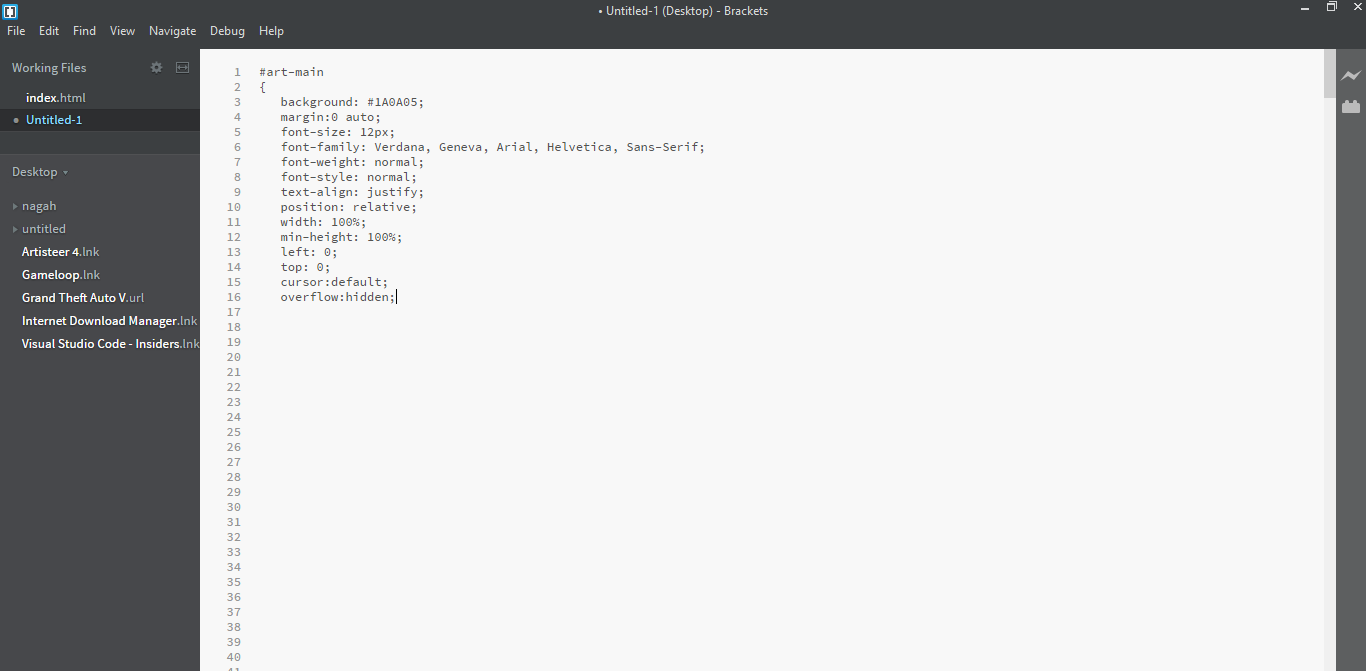 • Untitled-1 (Desktop) - Brackets
File Edit Find View Navigate Debug Help
Working Files
index.html
Untitled-1
Desktop
nagah
untitled
Artisteer 4.lnk
Gameloop.lnk
Grand Theft Auto V.url
Internet Download Manager.lnk
Visual Studio Code - Insiders.lnk
1 #art-main
2 {
3 background: #1A0A05;
4 margin:0 auto;
5 font-size: 12px;
6 font-family: Verdana, Geneva, Arial, Helvetica, Sans-Serif;
7 font-weight: normal;
8 font-style: normal;
9 text-align: justify;
10 position: relative;
11 width: 100%;
12 min-height: 100%;
13 left: 0;
14 top: 0;
15 cursor:default;
16 overflow:hidden;
17
18
19
20
21
22
23
24
25
26
27
28
29
30
31
32
33
34
35
36
37
38
39
40